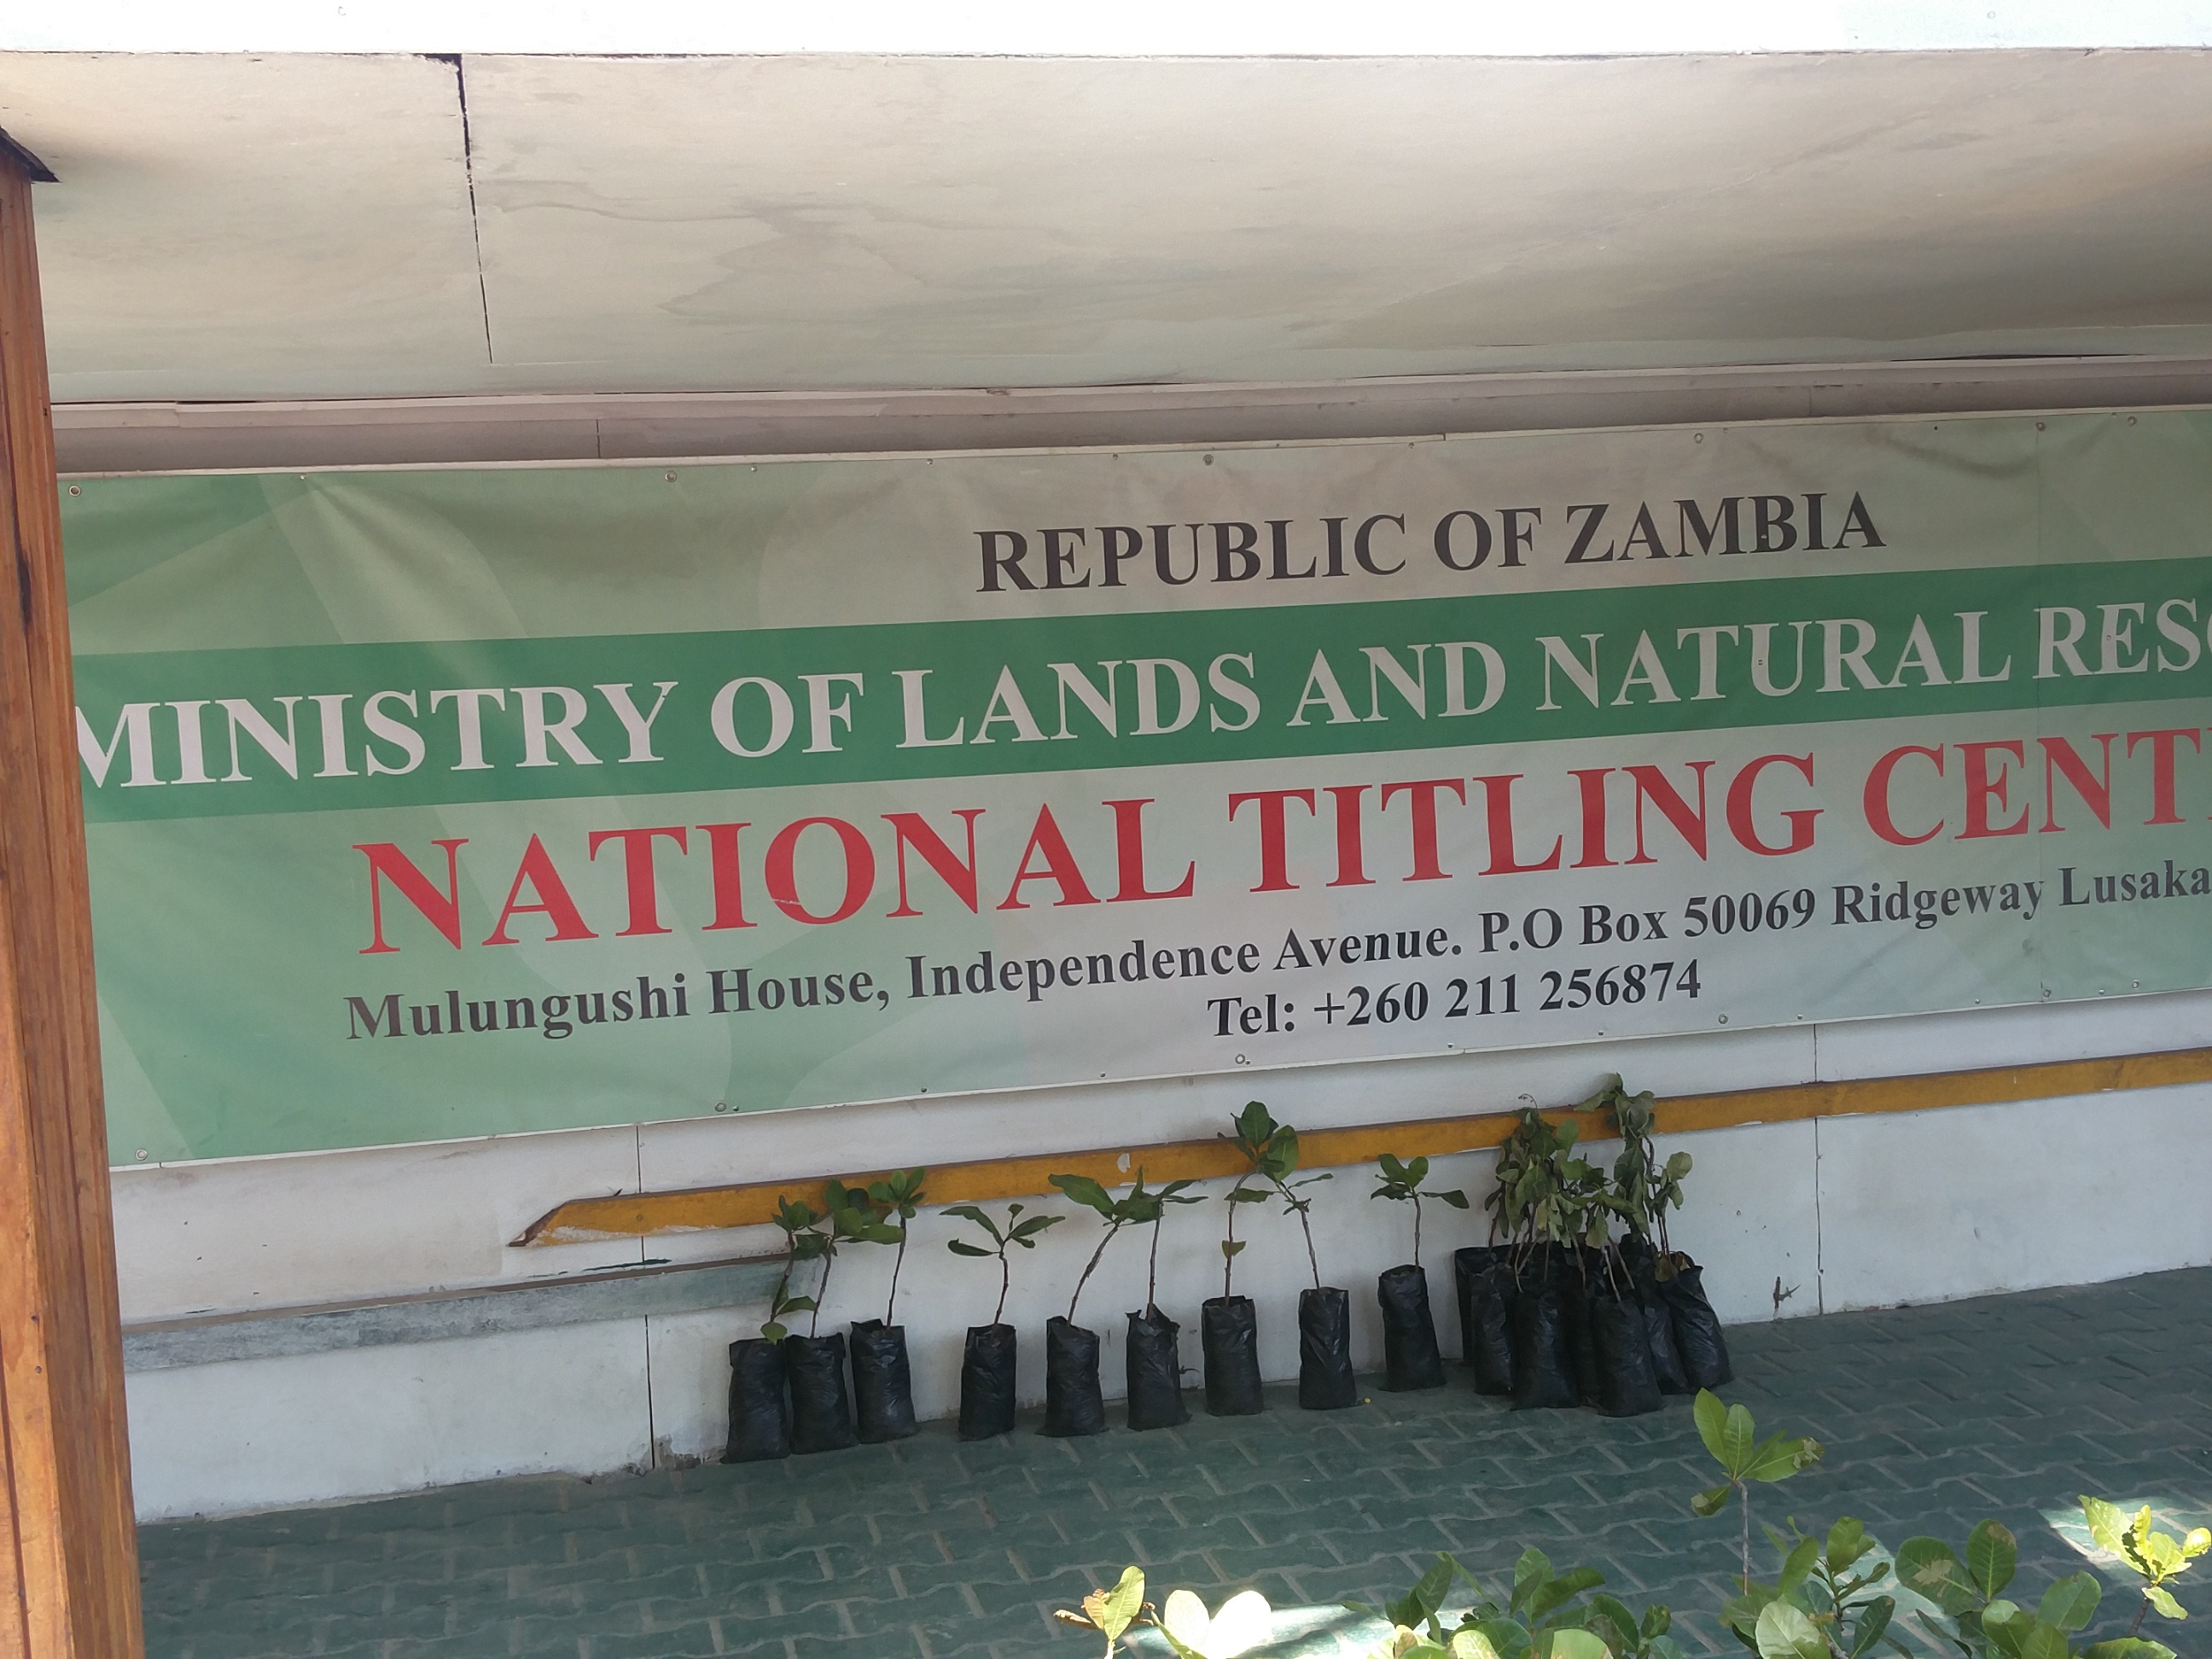 REPUBLIC OF ZAMBIA
MINISTRY OF LANDS AND NATURAL RESO
NATIONAL TITLING CENT
Mulungushi House, Independence Avenue. P.O Box 50069 Ridgeway Lusaka
Tel: +260 211 256874